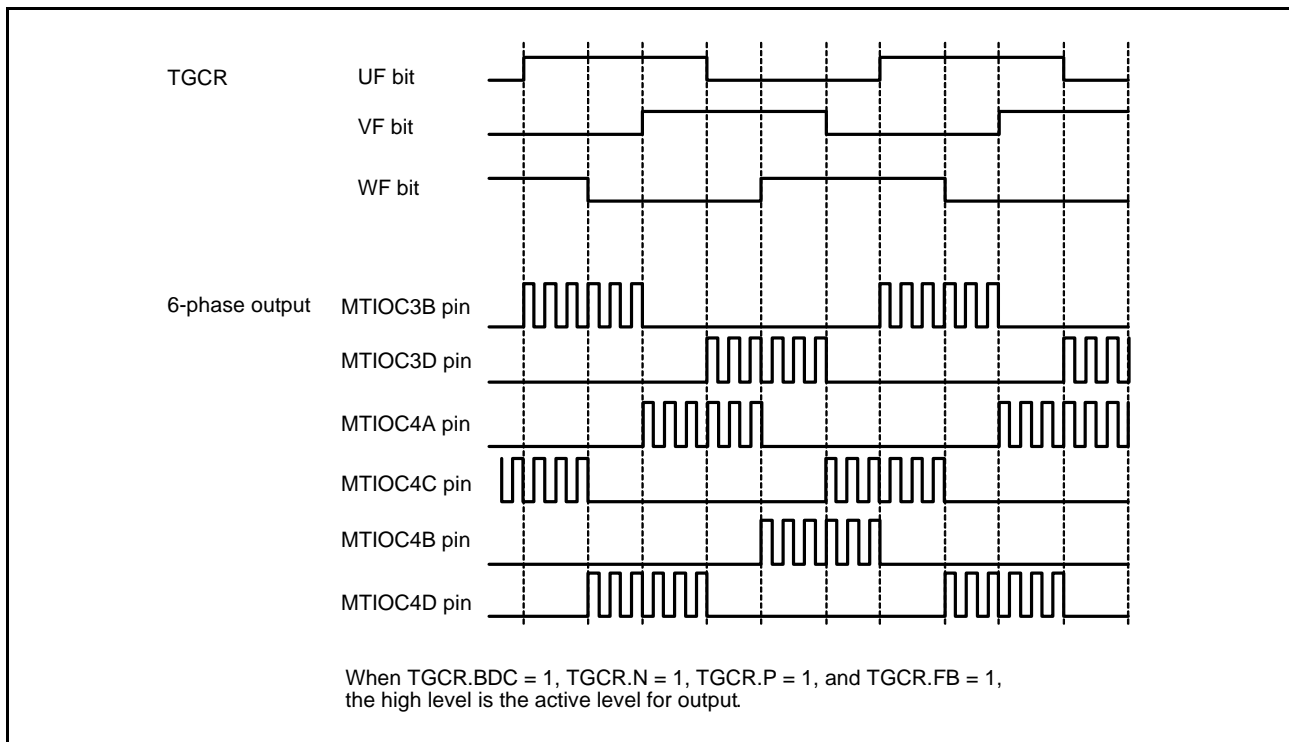 TGCR UF bit
VF bit
WF bit
6-phase output MTIOC3B pin
MTIOC3D pin
MTIOC4A pin
MTIOC4C pin
MTIOC4B pin
MTIOC4D pin
When TGCR.BDC = 1, TGCR.N = 1, TGCR.P = 1, and TGCR.FB = 1,
the high level is the active level for output.